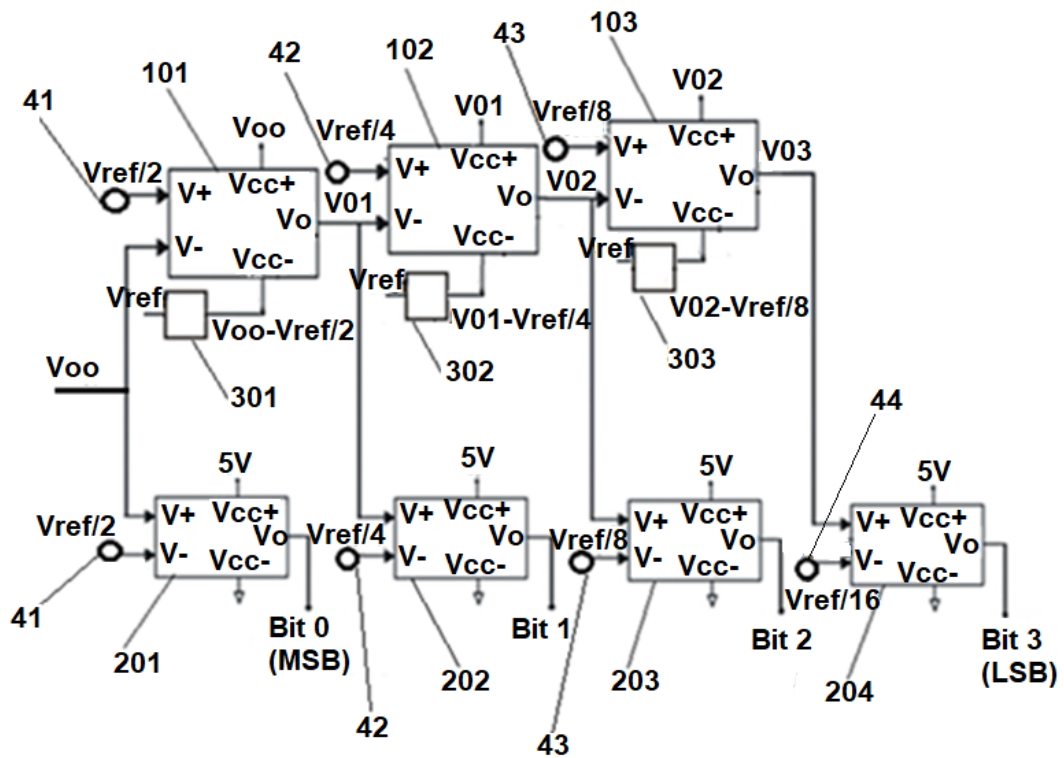 103
43
102
42
V02
101
Vref/8
V01
41
Vref/4
Vcc+
V03
Voo
V+
Vref/2
Vcc+
Vo
V+
Vcc+
Vo
V02
V-
V+
Vo
V01
V-
Vcc-
V-
Vcc-
Vref
Vcc-
Vref
V02-Vref/8
Vref
V01-Vref/4
303
Voo-Vref/2
302
Voo
301
44
5V
5V
5V
5V
V+
Vcc+
V+
Vcc+
V+
Vcc+
V+
Vcc+
Vref/2
Vo
Vref/4
Vo
Vref/8
Vo
Vo
V-
V-
V-
V-
Vcc-
Vcc-
Vcc-
Vcc-
Vref/16
41
Bit 0
(MSB)
Bit 1
Bit 2
Bit 3
(LSB)
201
202
203
204
42
43